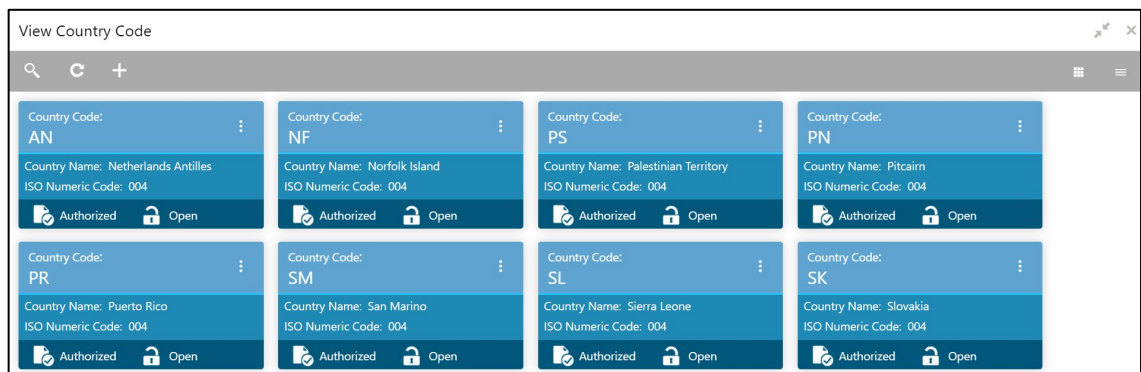 View Country Code
Country Code: Country Code: Country Code: Country Code:
AN NF PS PN
Country Name: Netherlands Antilles Country Name: Norfolk Island Country Name: Palestinian Territory Country Name: Pitcairn
ISO Numeric Code: 004 ISO Numeric Code: 004 ISO Numeric Code: 004 ISO Numeric Code: 004
Authorized Open Authorized Open Authorized Open Authorized Open
Country Code: Country Code: Country Code: Country Code:
PR SM SL SK
Country Name: Puerto Rico Country Name: San Marino Country Name: Sierra Leone Country Name: Slovakia
ISO Numeric Code: 004 ISO Numeric Code: 004 ISO Numeric Code: 004 ISO Numeric Code: 004
Authorized Open Authorized Open Authorized Open Authorized Open